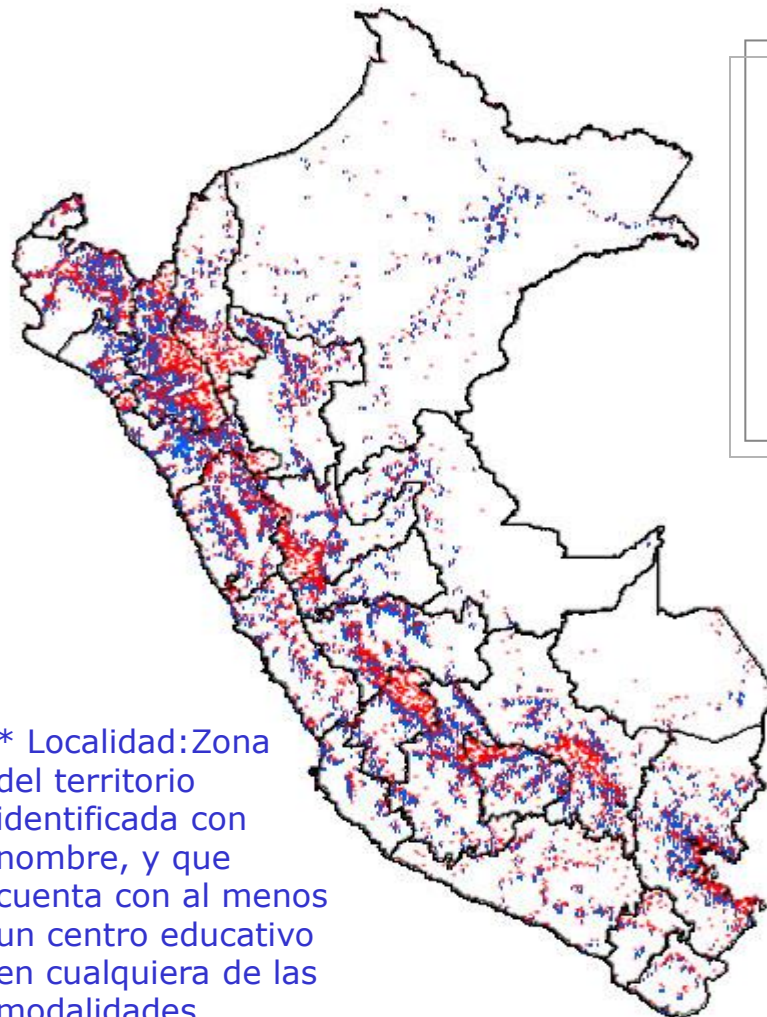 * Localidad:Zona
del territorio
identificada con
nombre, y que
cuenta con al menos
un centro educativo
en cualquiera de las
modalidades